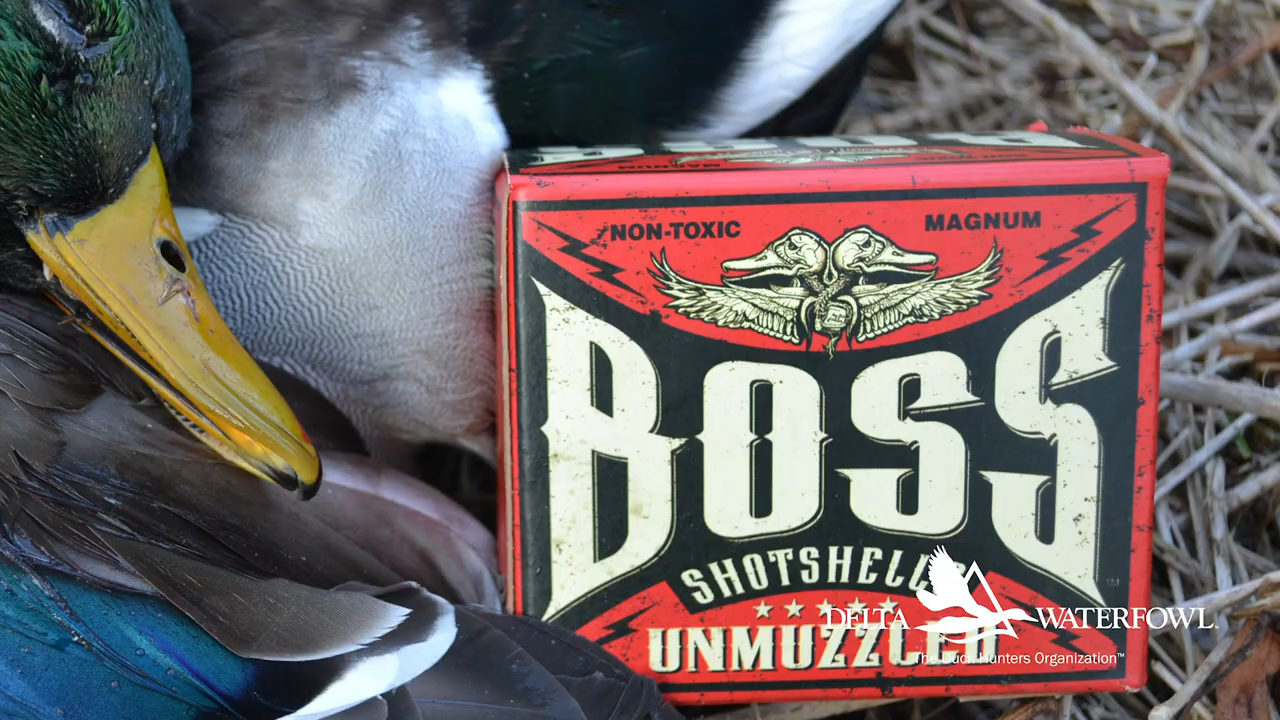 NON-TOXIC MAGNUM
BOSS
SHOTSHELLS
UNMUZZLED
DELTA WATERFOWL
The Duck Hunters Organization™